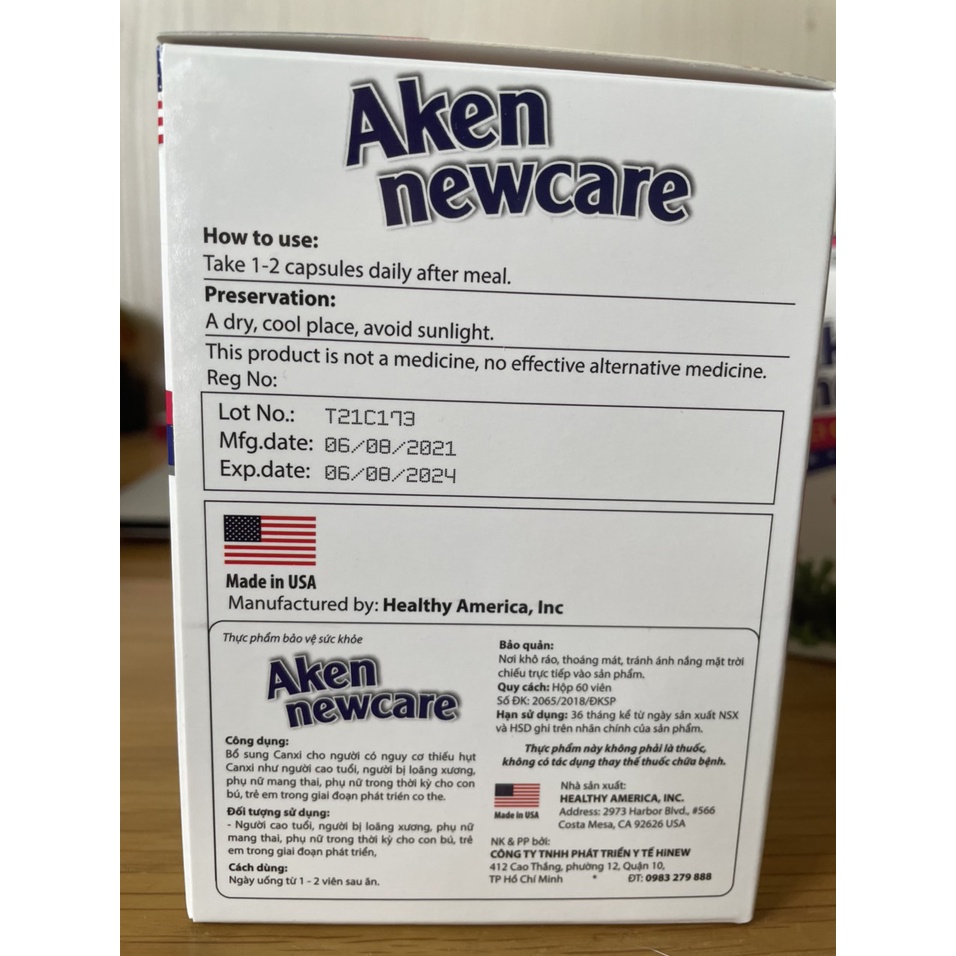 Aken
newcare
How to use:
Take 1-2 capsules daily after meal.
Preservation:
A dry, cool place, avoid sunlight.
This product is not a medicine, no effective alternative medicine.
Reg No:
Lot No.: T21C173
Mfg.date: 06/08/2021
Exp.date: 06/08/2024
Made in USA
Manufactured by: Healthy America, Inc
Thực phẩm bảo vệ sức khỏe
Aken
newcare
Công dụng:
Bổ sung Canxi cho người có nguy cơ thiếu hụt
Canxi như người cao tuổi, người bị loãng xương,
phụ nữ mang thai, phụ nữ trong thời kỳ cho con
bú, trẻ em trong giai đoạn phát triển co the.
Đối tượng sử dụng:
- Người cao tuổi, người bị loãng xương, phụ nữ
mang thai, phụ nữ trong thời kỳ cho con bú, trẻ
em trong giai đoạn phát triển,
Cách dùng:
Ngày uống từ 1 - 2 viên sau ăn.
Bảo quản:
Nơi khô ráo, thoáng mát, tránh ánh nắng mặt trời
chiếu trực tiếp vào sản phẩm.
Quy cách: Hộp 60 viên
Số ĐK: 2065/2018/ĐKSP
Hạn sử dụng: 36 tháng kể từ ngày sản xuất NSX
và HSD ghi trên nhãn chính của sản phẩm.
Thực phẩm này không phải là thuốc,
không có tác dụng thay thế thuốc chữa bệnh.
Made in USA
Nhà sản xuất:
HEALTHY AMERICA, INC.
Address: 2973 Harbor Blvd., #566
Costa Mesa, CA 92626 USA
NK & PP bởi:
CÔNG TY TNHH PHÁT TRIỂN Y TẾ HiNEW
412 Cao Thắng, phường 12, Quận 10,
TP Hồ Chí Minh * ĐT: 0983 279 888